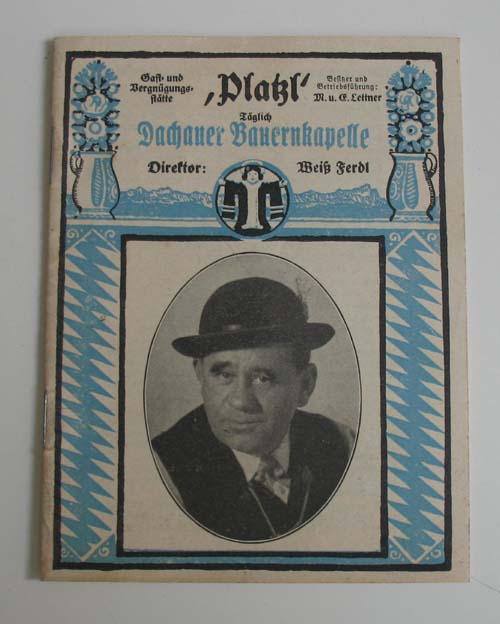 Gast- und
Vergnügungs-
stätte
‚Platzl‘
Besitzer und
Betriebsführung:
M. u. E. Leitner
Täglich
Dachauer Bauernkapelle
Direktor: Weiß Ferdl